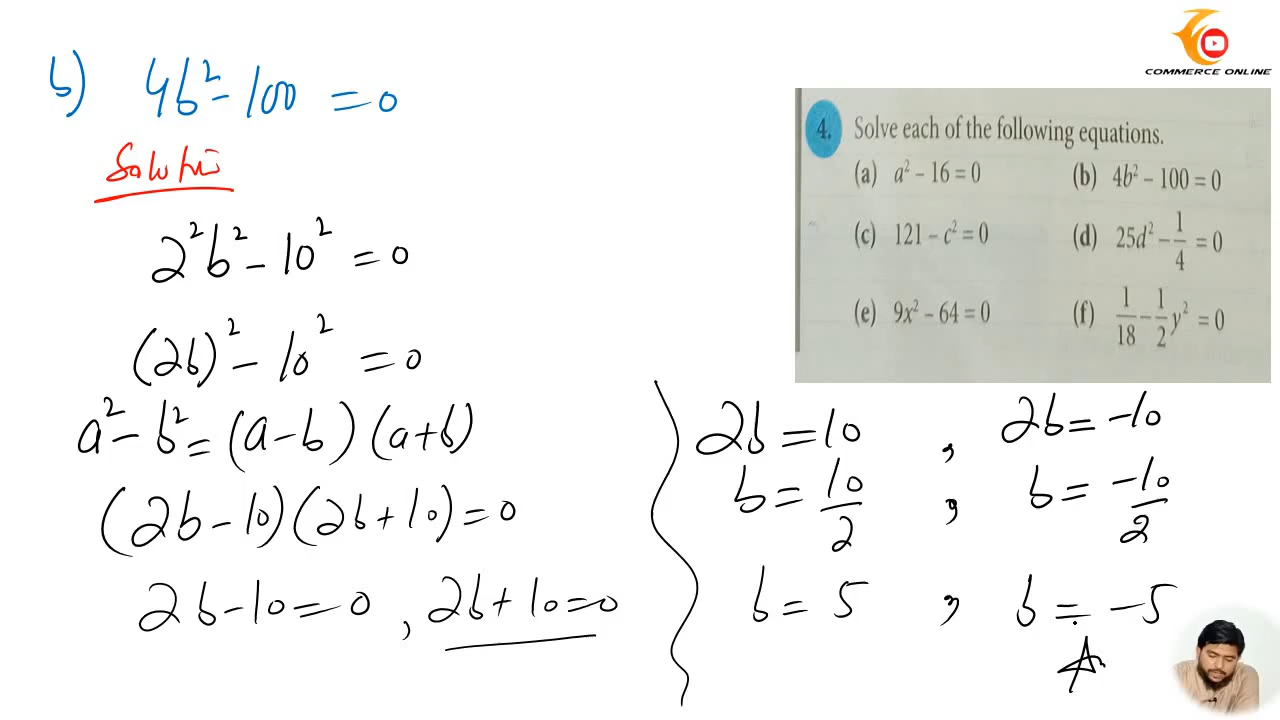 COMMERCE ONLINE
b) 4b² - 100 = 0
Solution
2²b² - 10² = 0
(2b)² - 10² = 0
a² - b² = (a - b) (a + b)
(2b - 10) (2b + 10) = 0
2b - 10 = 0 , 2b + 10 = 0
4. Solve each of the following equations.
(a) a² − 16 = 0 (b) 4b² − 100 = 0
(c) 121 − c² = 0 (d) 25d² − 1/4 = 0
(e) 9x² − 64 = 0 (f) 1/18 − 1/2 y² = 0
2b = 10 , 2b = -10
b = 10/2 , b = -10/2
b = 5 , b = -5